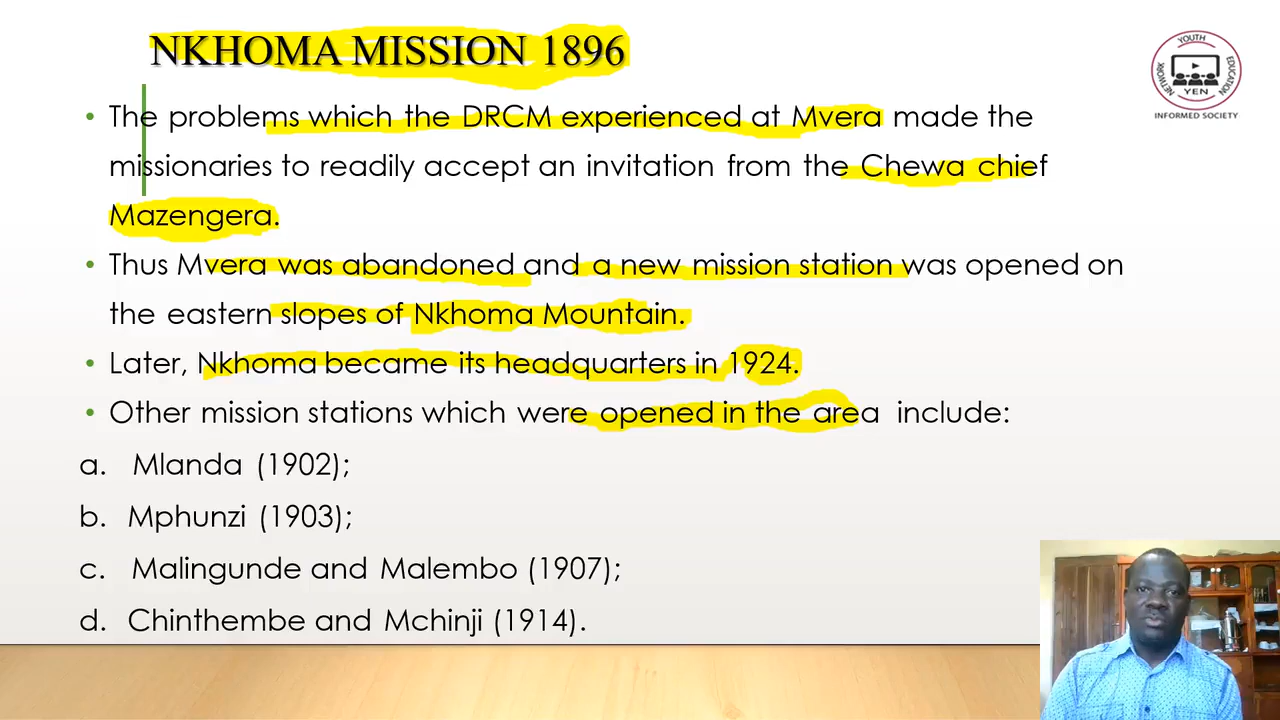 NKHOMA MISSION 1896
• The problems which the DRCM experienced at Mvera made the
missionaries to readily accept an invitation from the Chewa chief
Mazengera.
• Thus Mvera was abandoned and a new mission station was opened on
the eastern slopes of Nkhoma Mountain.
• Later, Nkhoma became its headquarters in 1924.
• Other mission stations which were opened in the area include:
a. Mlanda (1902);
b. Mphunzi (1903);
c. Malingunde and Malembo (1907);
d. Chinthembe and Mchinji (1914).
YOUTH
NETWORK
EDUCATION
YEN
INFORMED SOCIETY